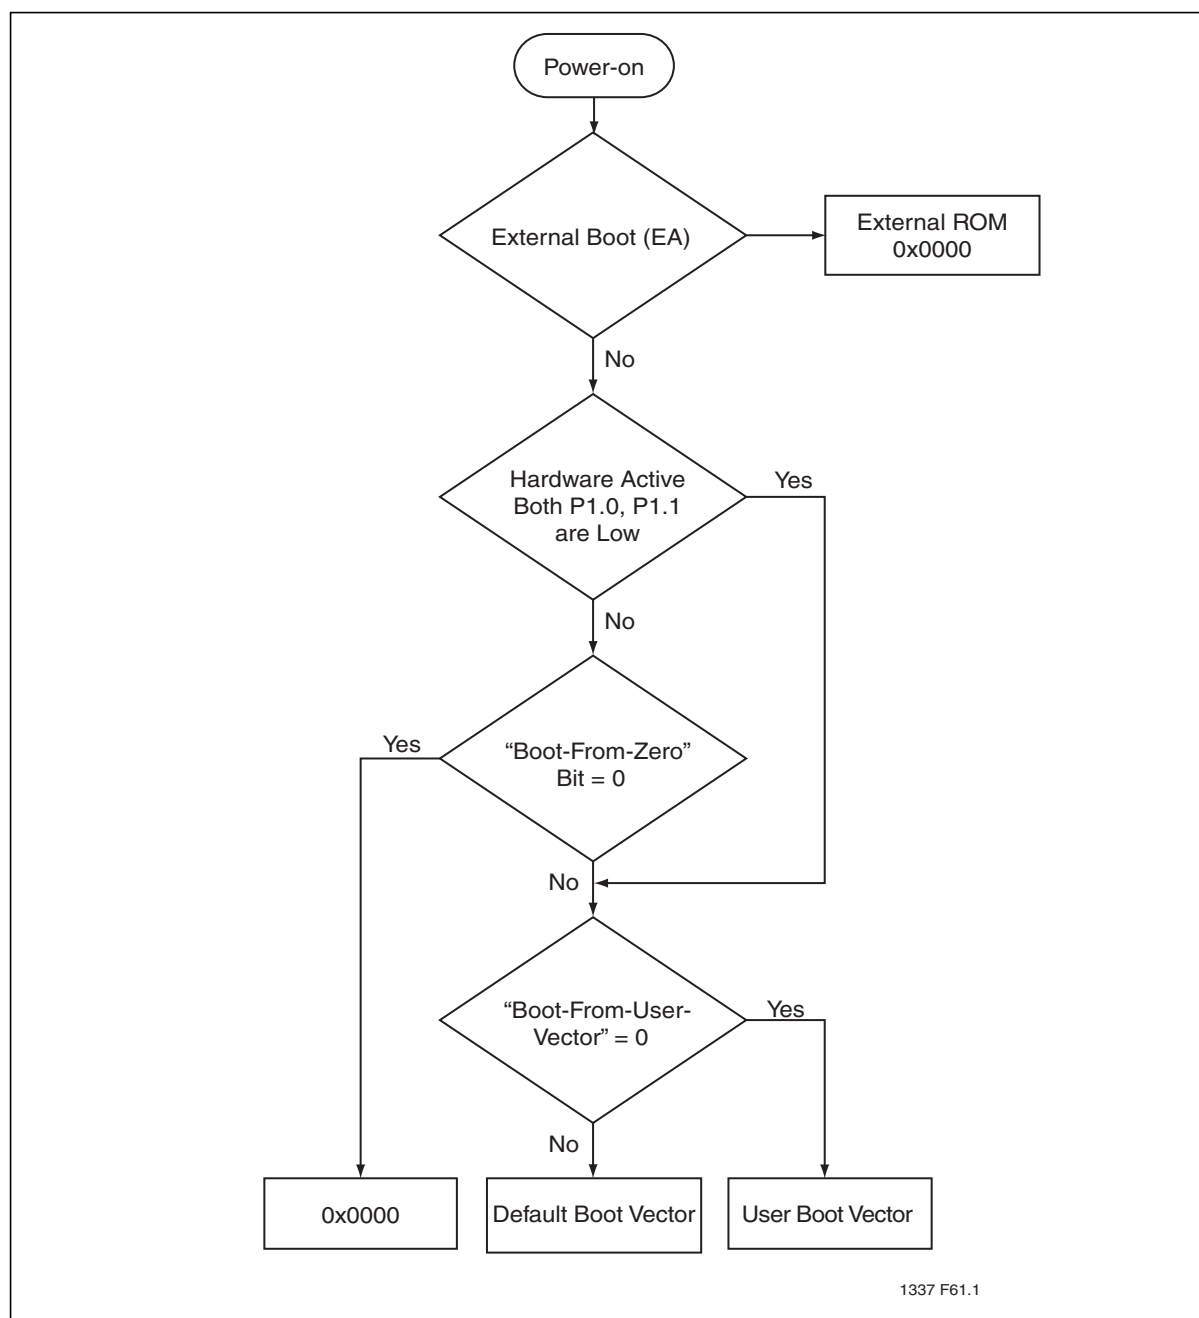 Power-on
External Boot (EA)
External ROM
0x0000
No
Hardware Active
Both P1.0, P1.1
are Low
Yes
No
“Boot-From-Zero”
Bit = 0
Yes
No
“Boot-From-User-
Vector” = 0
Yes
No
0x0000
Default Boot Vector
User Boot Vector
1337 F61.1